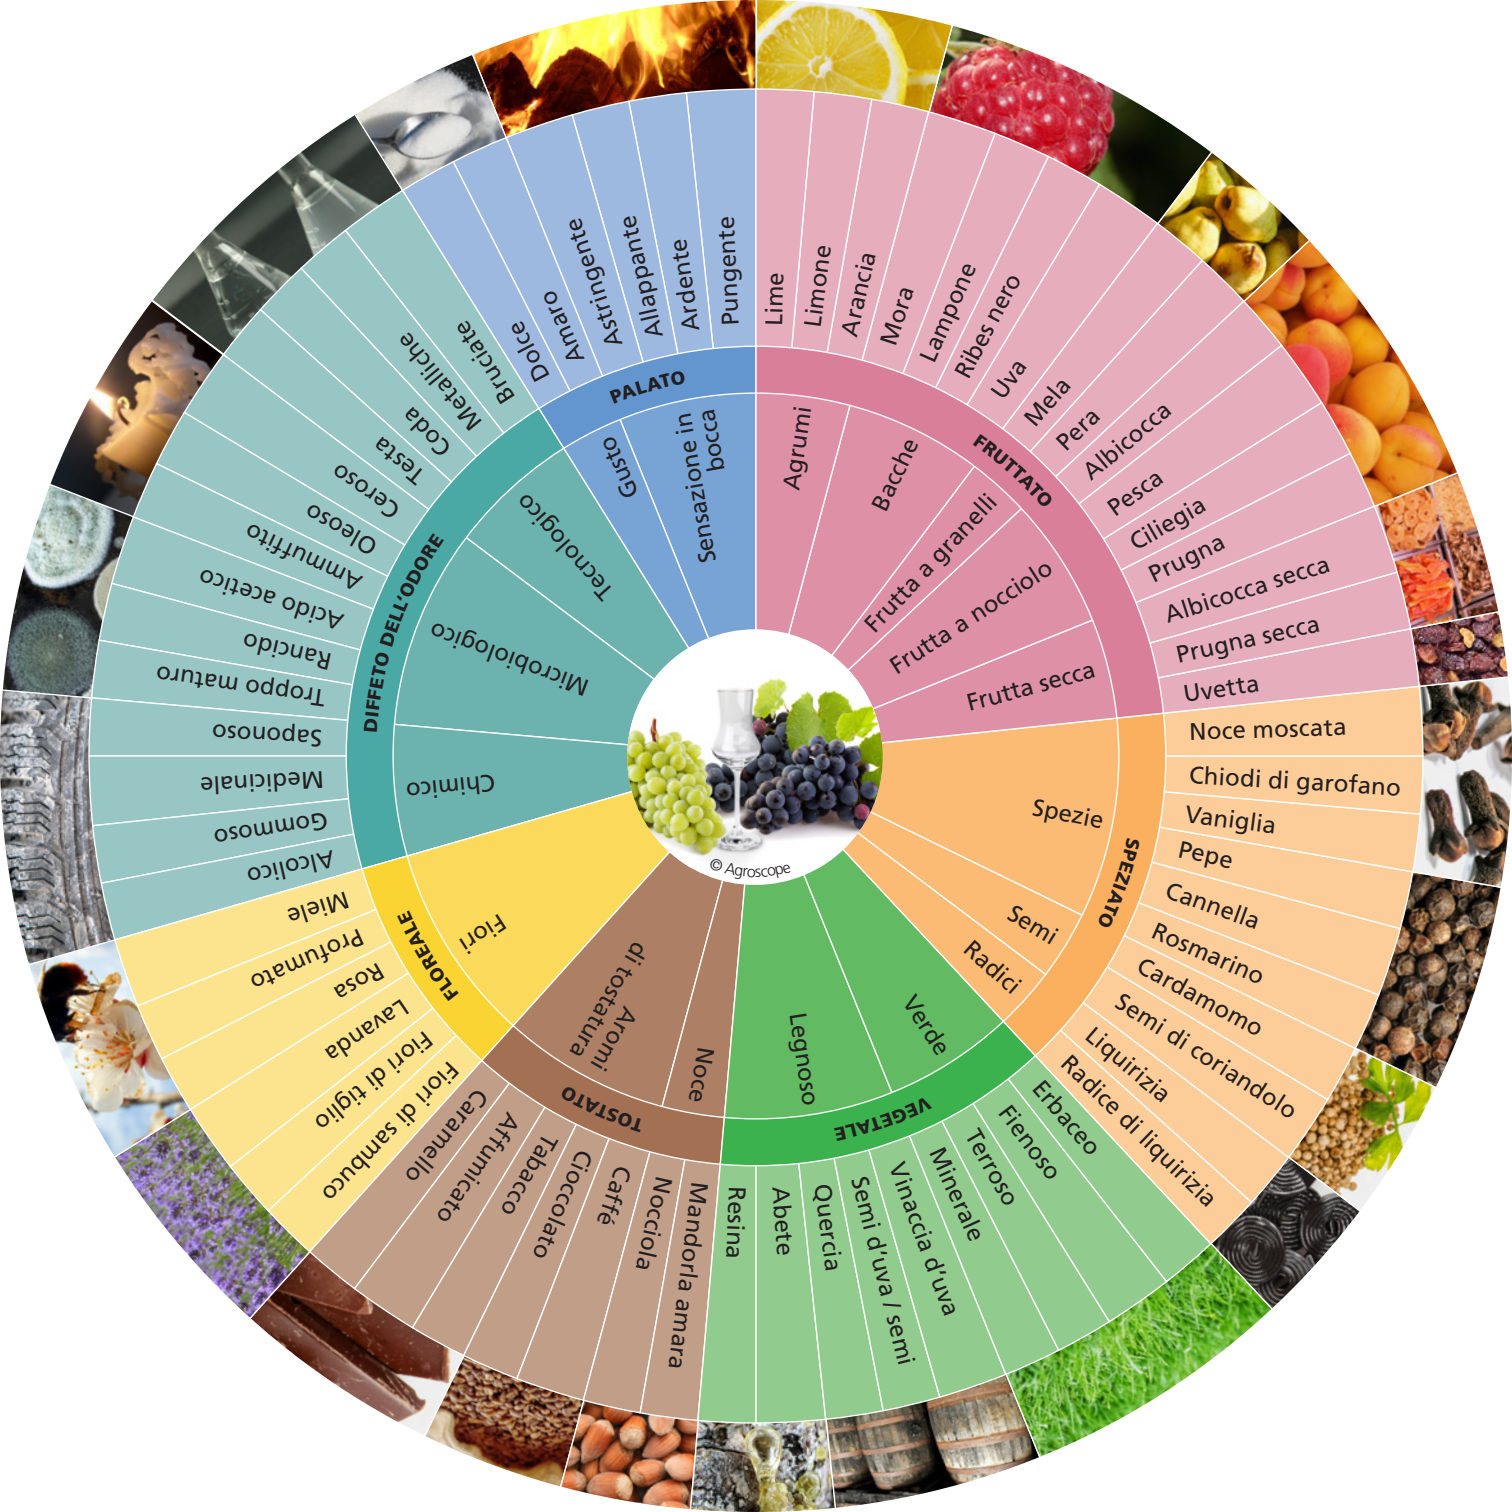 FRUTTATO
Agrumi
Bacche
Frutta a granelli
Frutta a nocciolo
Frutta secca
Lime
Limone
Arancia
Mora
Lampone
Ribes nero
Uva
Mela
Pera
Albicocca
Pesca
Ciliegia
Prugna
Albicocca secca
Prugna secca
Uvetta
SPEZIATO
Spezie
Semi
Radici
Noce moscata
Chiodi di garofano
Vaniglia
Pepe
Cannella
Rosmarino
Cardamomo
Semi di coriandolo
Liquirizia
Radice di liquirizia
VEGETALE
Verde
Legnoso
Erbaceo
Fienoso
Terroso
Minerale
Vinaccia d'uva
Semi d'uva / semi
Quercia
Abete
Resina
TOSTATO
Noce
Aromi
di tostatura
Mandorla amara
Nocciola
Caffé
Cioccolato
Tabacco
Affumicato
Caramello
FLOREALE
Fiori
Fiori di sambuco
Fiori di tiglio
Lavanda
Rosa
Profumato
Miele
DIFFETO DELL'ODORE
Chimico
Microbiologico
Tecnologico
Alcolico
Gommoso
Medicinale
Saponoso
Troppo maturo
Rancido
Acido acetico
Ammuffito
Oleoso
Ceroso
Testa
Coda
Metalliche
Bruciate
PALATO
Gusto
Sensazione in
bocca
Dolce
Amaro
Astringente
Allappante
Ardente
Pungente
© Agroscope